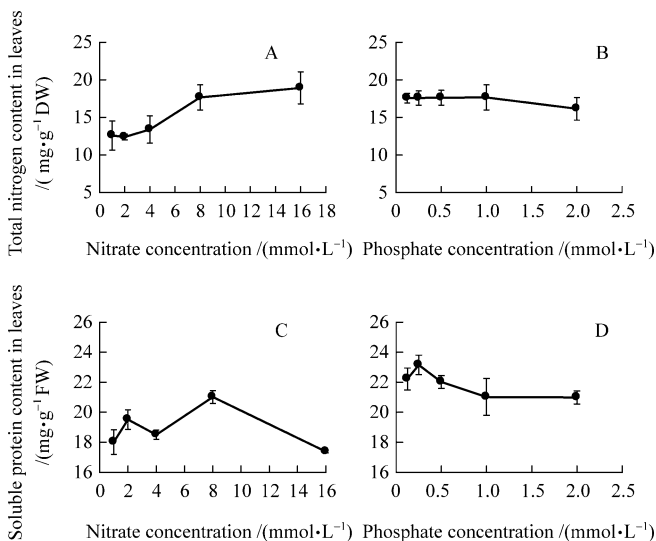 Total nitrogen content in leaves
/( mg•g⁻¹ DW)
25
20
15
10
5
A
0 2 4 6 8 10 12 14 16 18
Nitrate concentration /(mmol•L⁻¹)
25
20
15
10
5
B
0 0.5 1.0 1.5 2.0 2.5
Phosphate concentration /(mmol•L⁻¹)
Soluble protein content in leaves
/(mg•g⁻¹ FW)
26
24
22
20
18
16
C
0 2 4 6 8 10 12 14 16
Nitrate concentration /(mmol•L⁻¹)
26
24
22
20
18
16
D
0 0.5 1.0 1.5 2.0 2.5
Phosphate concentration /(mmol•L⁻¹)